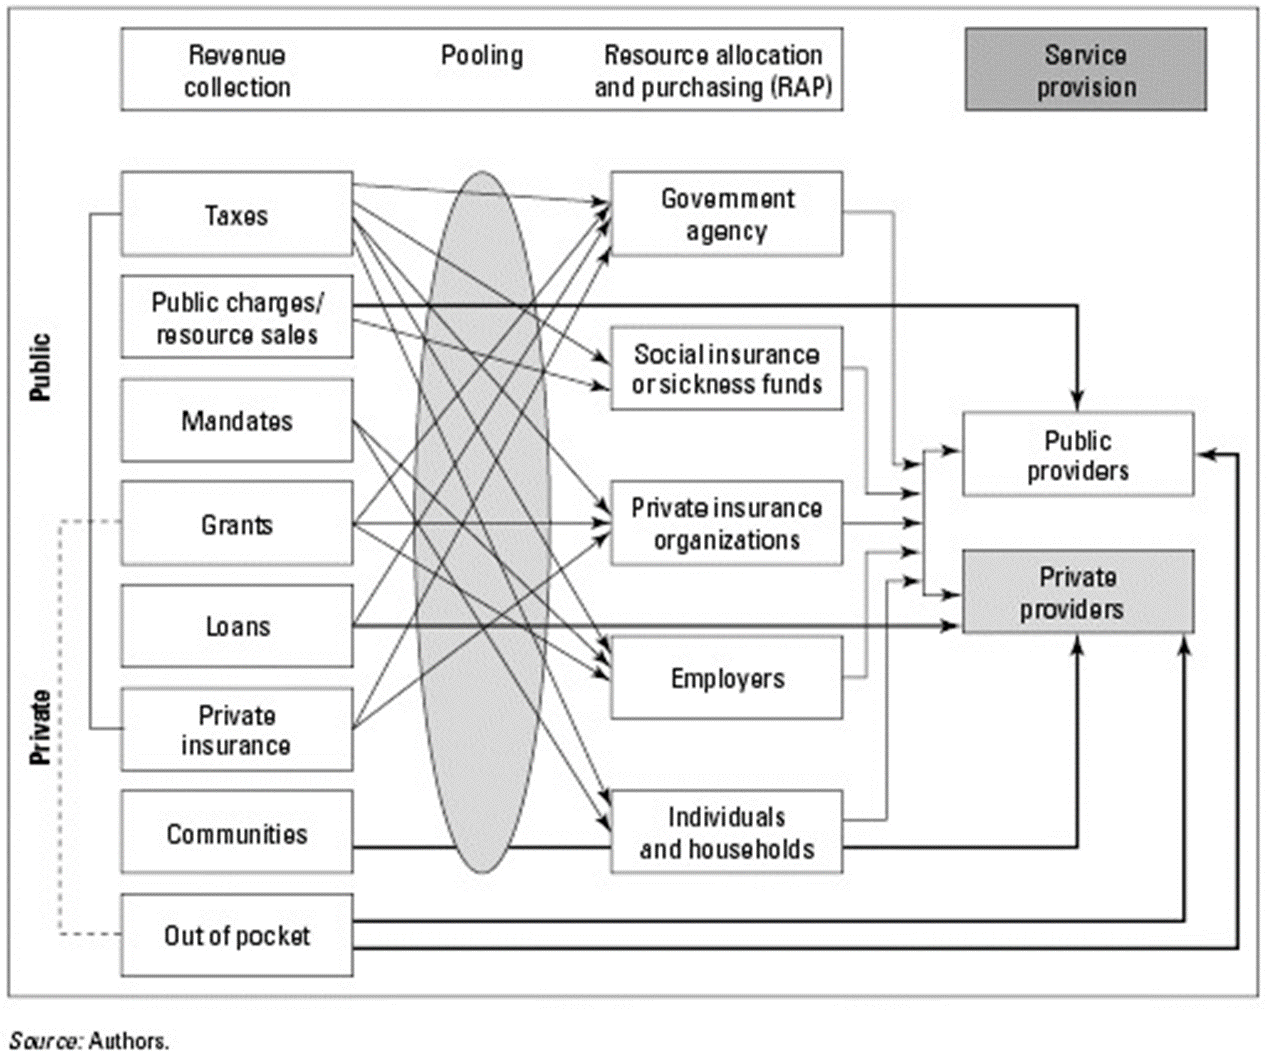 Revenue
collection
Pooling
Resource allocation
and purchasing (RAP)
Service
provision
Public
Private
Taxes
Public charges/
resource sales
Mandates
Grants
Loans
Private
insurance
Communities
Out of pocket
Government
agency
Social insurance
or sickness funds
Private insurance
organizations
Employers
Individuals
and households
Public
providers
Private
providers
Source: Authors.